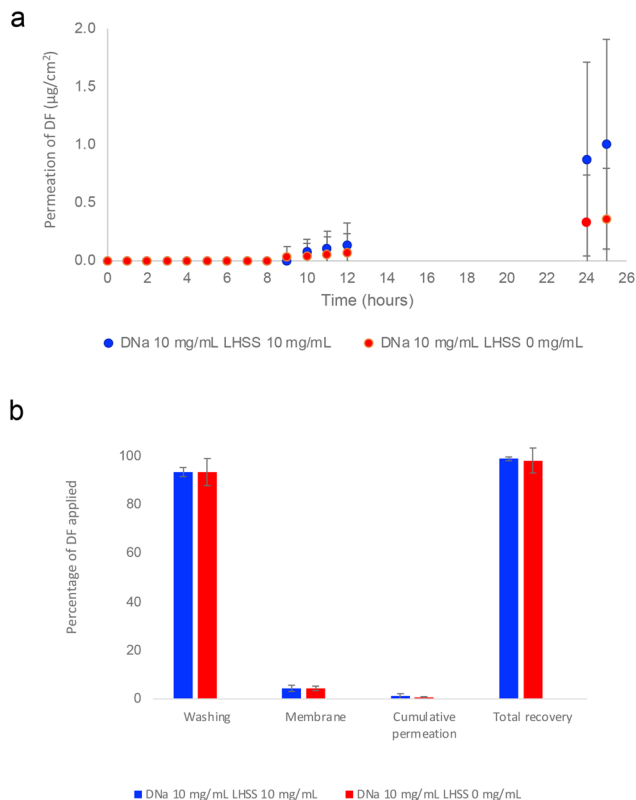 a
Permeation of DF (µg/cm²)
2.0
1.5
1.0
0.5
0.0
0 2 4 6 8 10 12 14 16 18 20 22 24 26
Time (hours)
DNa 10 mg/mL LHSS 10 mg/mL DNa 10 mg/mL LHSS 0 mg/mL
b
Percentage of DF applied
100
80
60
40
20
0
Washing Membrane Cumulative Total recovery
permeation
DNa 10 mg/mL LHSS 10 mg/mL DNa 10 mg/mL LHSS 0 mg/mL